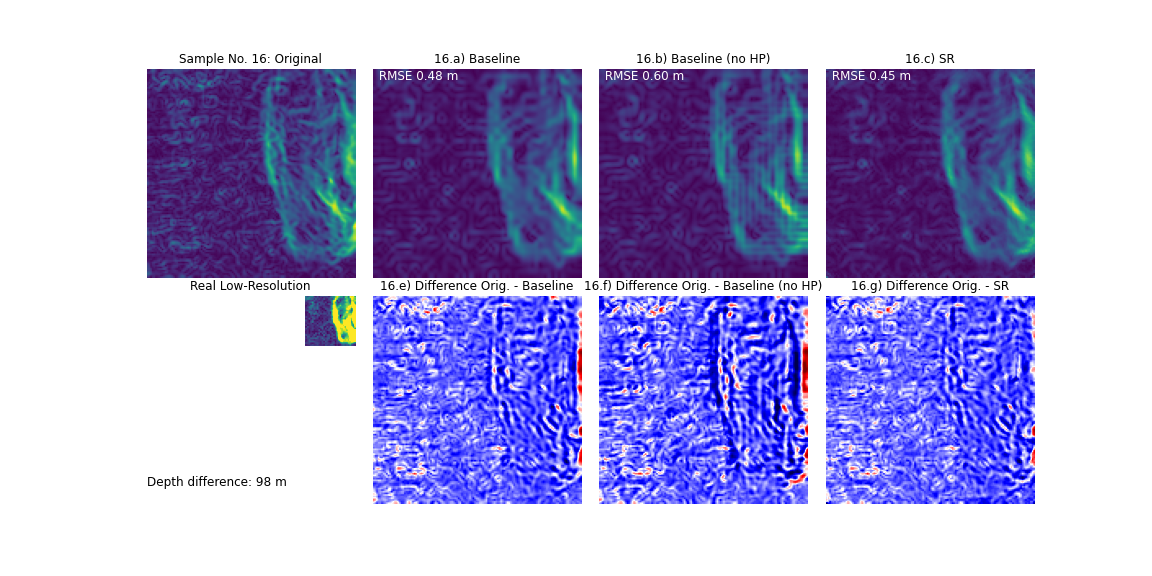 Sample No. 16: Original
16.a) Baseline
16.b) Baseline (no HP)
16.c) SR
RMSE 0.48 m
RMSE 0.60 m
RMSE 0.45 m
Real Low-Resolution
16.e) Difference Orig. - Baseline
16.f) Difference Orig. - Baseline (no HP)
16.g) Difference Orig. - SR
Depth difference: 98 m